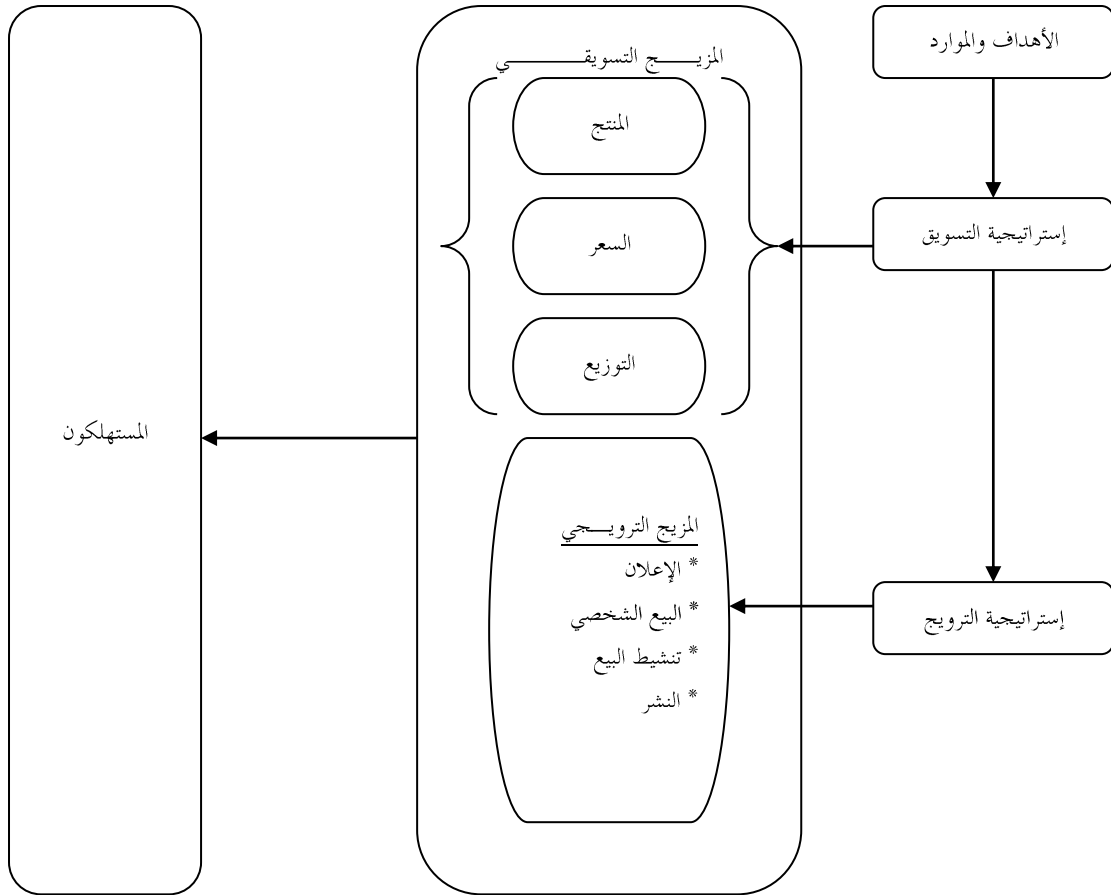 الأهداف والموارد
إستراتيجية التسويق
إستراتيجية الترويج
المزيـــــج التسويقـــــــــي
المنتج
السعر
التوزيع
المزيج الترويـــجي
* الإعلان
* البيع الشخصي
* تنشيط البيع
* النشر
المستهلكون